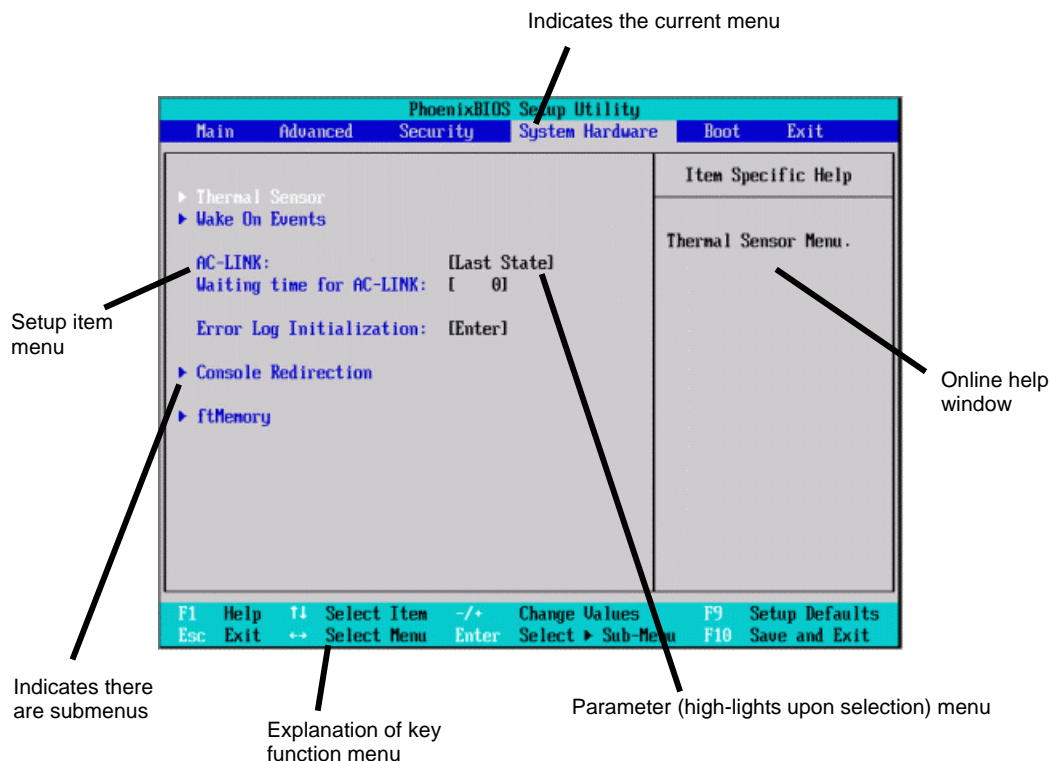 Indicates the current menu
PhoenixBIOS Setup Utility
Main Advanced Security System Hardware Boot Exit
Item Specific Help
▶ Thermal Sensor
▶ Wake On Events
Thermal Sensor Menu.
AC-LINK: [Last State]
Waiting time for AC-LINK: [ 0]
Error Log Initialization: [Enter]
▶ Console Redirection
▶ ftMemory
Setup item
menu
Online help
window
F1 Help ↑↓ Select Item -/+ Change Values F9 Setup Defaults
Esc Exit ↔ Select Menu Enter Select ▶ Sub-Menu F10 Save and Exit
Indicates there
are submenus
Explanation of key
function menu
Parameter (high-lights upon selection) menu